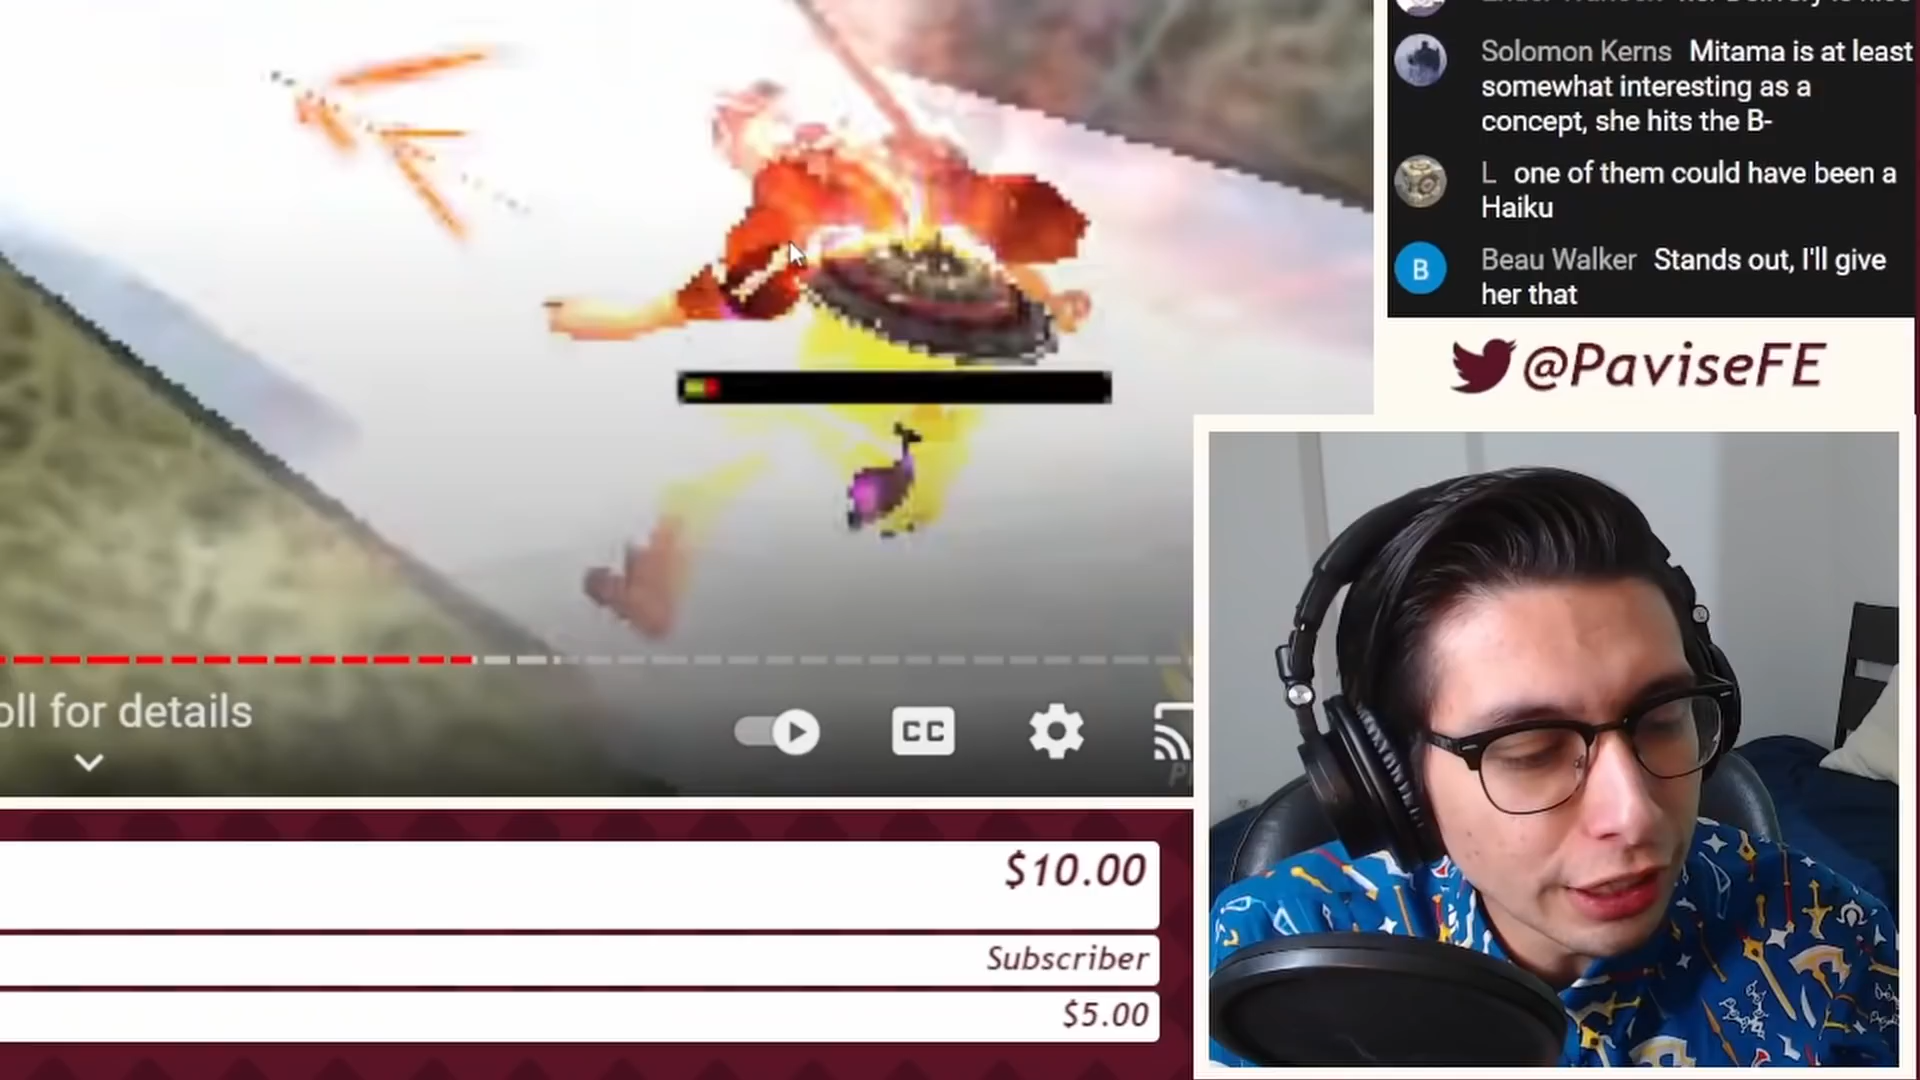 Solomon Kerns Mitama is at least
somewhat interesting as a
concept, she hits the B-
L one of them could have been a
Haiku
B Beau Walker Stands out, I'll give
her that
@PaviseFE
oll for details
CC
$10.00
Subscriber
$5.00